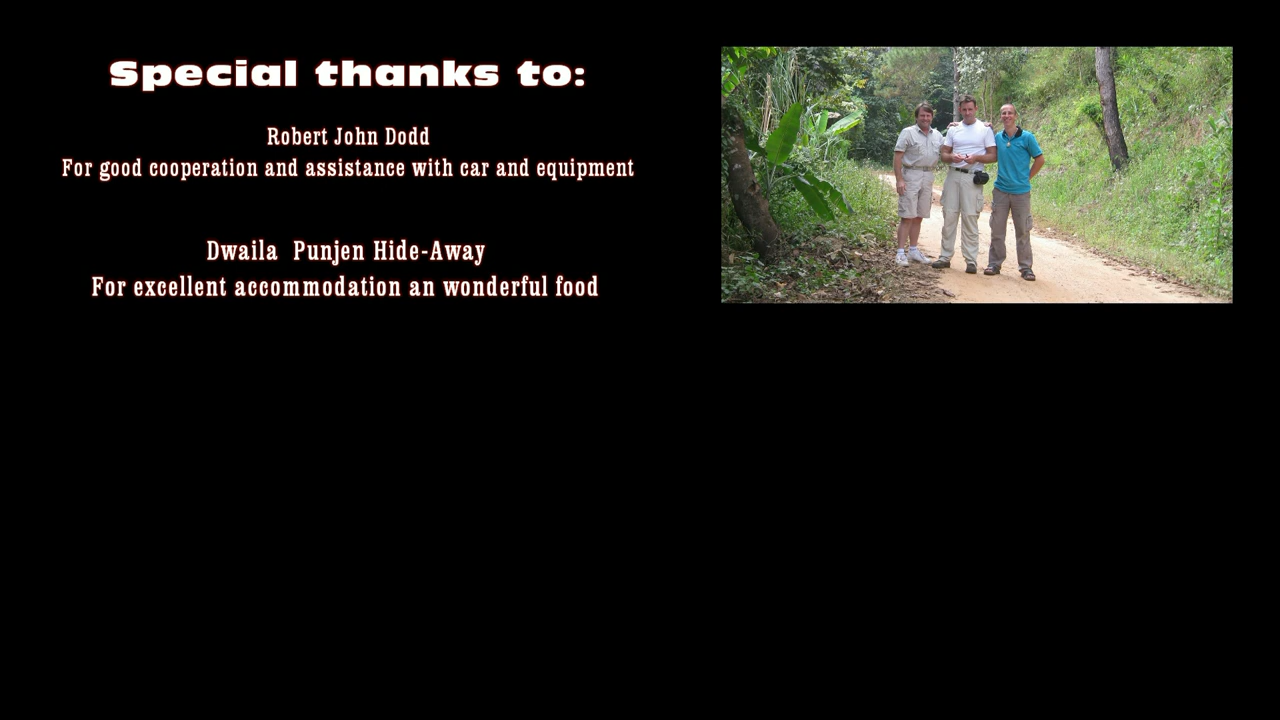 Special thanks to:
Robert John Dodd
For good cooperation and assistance with car and equipment
Dwaila Punjen Hide-Away
For excellent accommodation an wonderful food